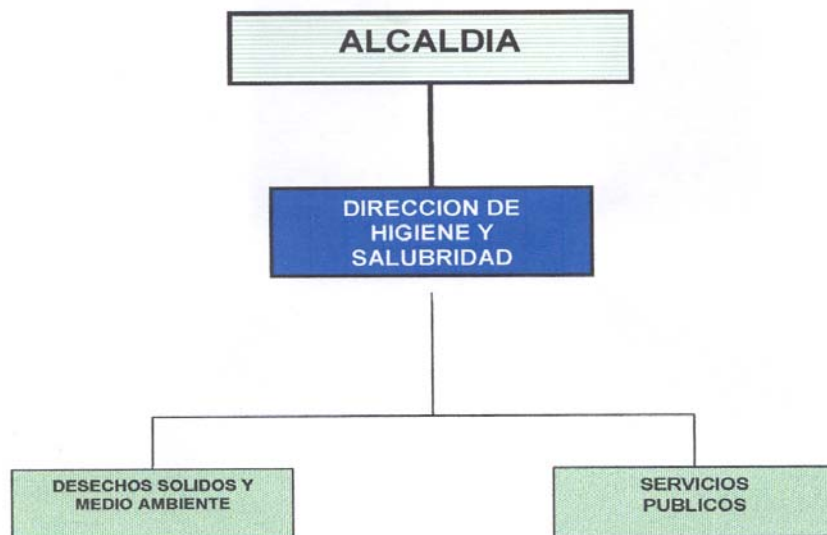 ALCALDIA
DIRECCION DE
HIGIENE Y
SALUBRIDAD
DESECHOS SOLIDOS Y
MEDIO AMBIENTE
SERVICIOS
PUBLICOS